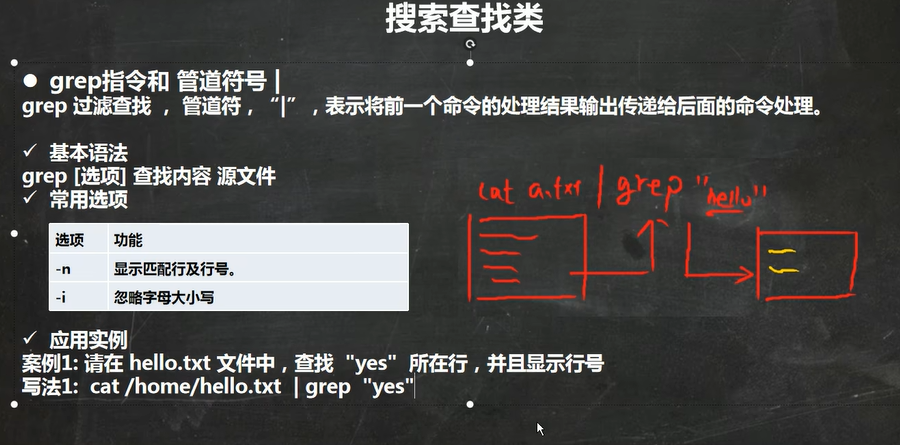 搜索查找类
● grep指令和 管道符号 |
grep 过滤查找 ， 管道符，“|” ，表示将前一个命令的处理结果输出传递给后面的命令处理。
✓ 基本语法
grep [选项] 查找内容 源文件
✓ 常用选项
选项 功能
-n 显示匹配行及行号。
-i 忽略字母大小写
cat a.txt | grep "hello"
✓ 应用实例
案例1: 请在 hello.txt 文件中，查找 "yes" 所在行，并且显示行号
写法1: cat /home/hello.txt | grep "yes"